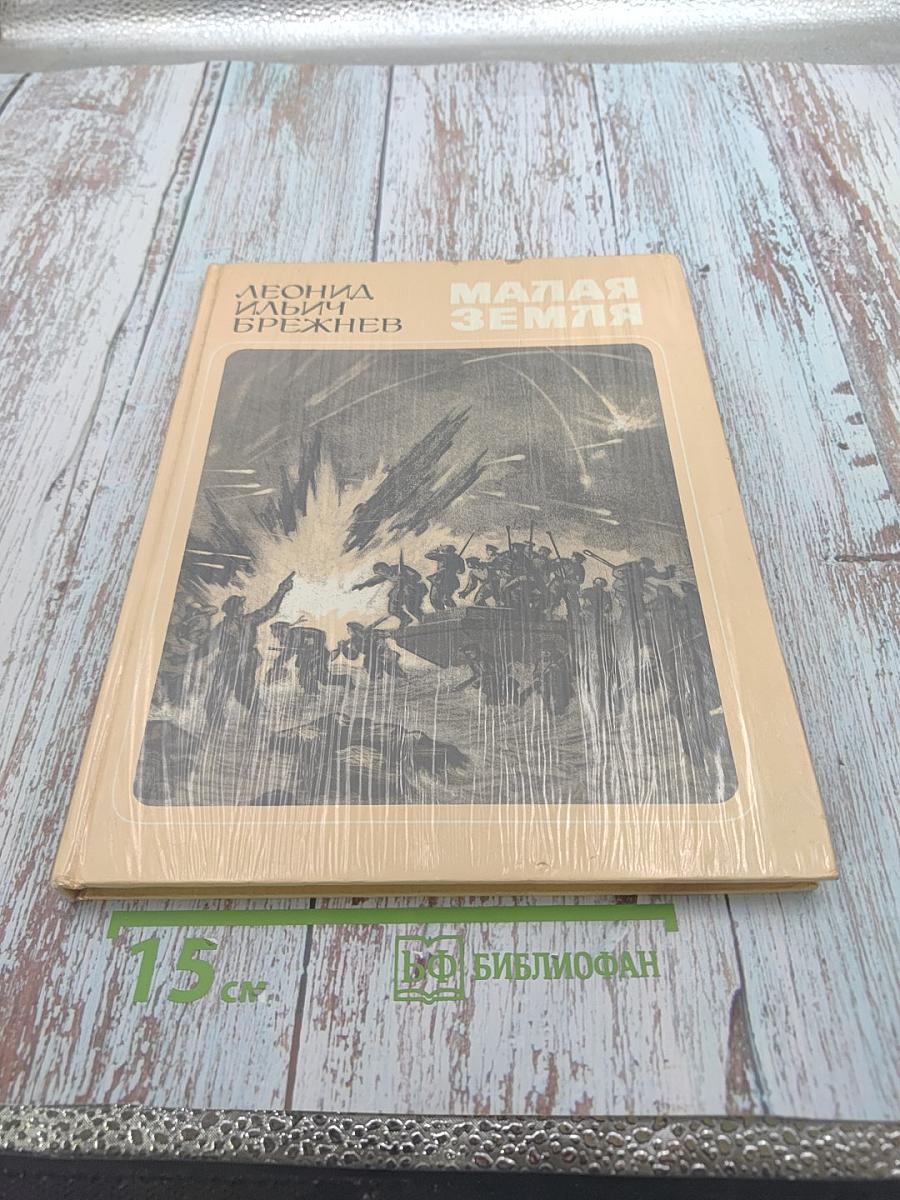 ЛЕОНИД
ИЛЬИЧ
БРЕЖНЕВ
МАЛАЯ
ЗЕМЛЯ
15 см
БФ БИБЛИОФАН